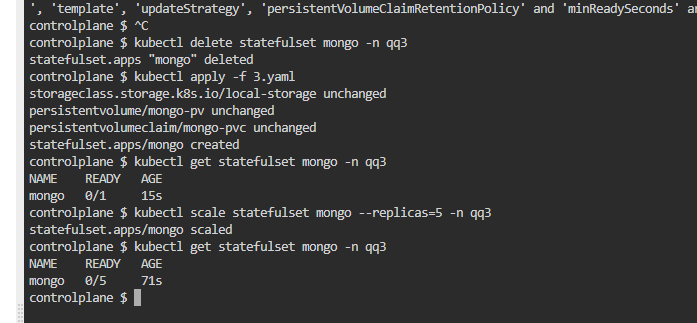 ', 'template', 'updateStrategy', 'persistentVolumeClaimRetentionPolicy' and 'minReadySeconds' a
controlplane $ ^C
controlplane $ kubectl delete statefulset mongo -n qq3
statefulset.apps "mongo" deleted
controlplane $ kubectl apply -f 3.yaml
storageclass.storage.k8s.io/local-storage unchanged
persistentvolume/mongo-pv unchanged
persistentvolumeclaim/mongo-pvc unchanged
statefulset.apps/mongo created
controlplane $ kubectl get statefulset mongo -n qq3
NAME READY AGE
mongo 0/1 15s
controlplane $ kubectl scale statefulset mongo --replicas=5 -n qq3
statefulset.apps/mongo scaled
controlplane $ kubectl get statefulset mongo -n qq3
NAME READY AGE
mongo 0/5 71s
controlplane $